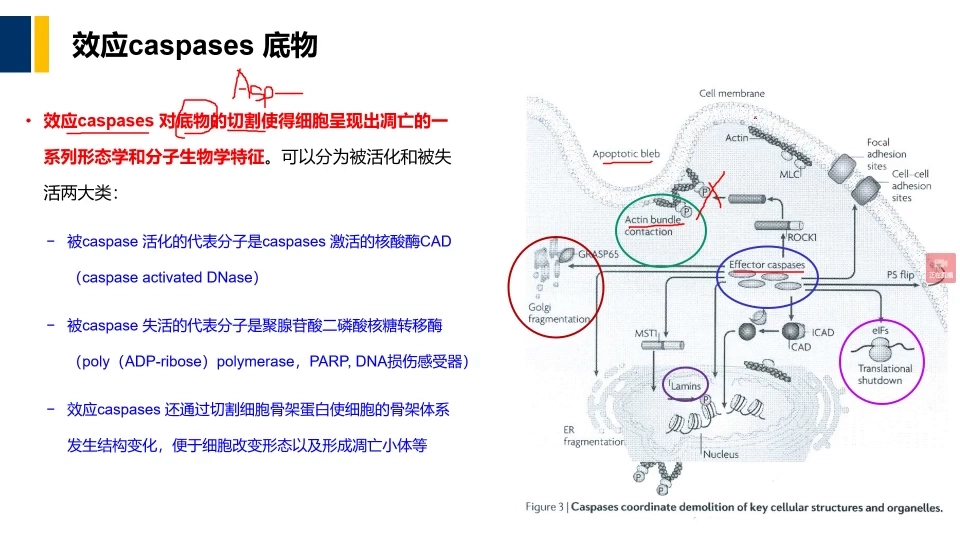 效应caspases 底物
Asp
• 效应caspases 对底物的切割使得细胞呈现出凋亡的一
系列形态学和分子生物学特征。可以分为被活化和被失
活两大类：
− 被caspase 活化的代表分子是caspases 激活的核酸酶CAD
（caspase activated DNase）
− 被caspase 失活的代表分子是聚腺苷酸二磷酸核糖转移酶
（poly（ADP-ribose）polymerase，PARP, DNA损伤感受器）
− 效应caspases 还通过切割细胞骨架蛋白使细胞的骨架体系
发生结构变化，便于细胞改变形态以及形成凋亡小体等
Cell membrane
Apoptotic bleb
Actin
MLC
Focal
adhesion
sites
Cell–cell
adhesion
sites
P
P
Actin bundle
contaction
ROCK1
GRASP65
Effector caspases
PS flip
正在直播
Golgi
fragmentation
MST1
ICAD
CAD
eIFs
Translational
shutdown
Lamins
P
ER
fragmentation
Nucleus
P
P
Figure 3 | Caspases coordinate demolition of key cellular structures and organelles.